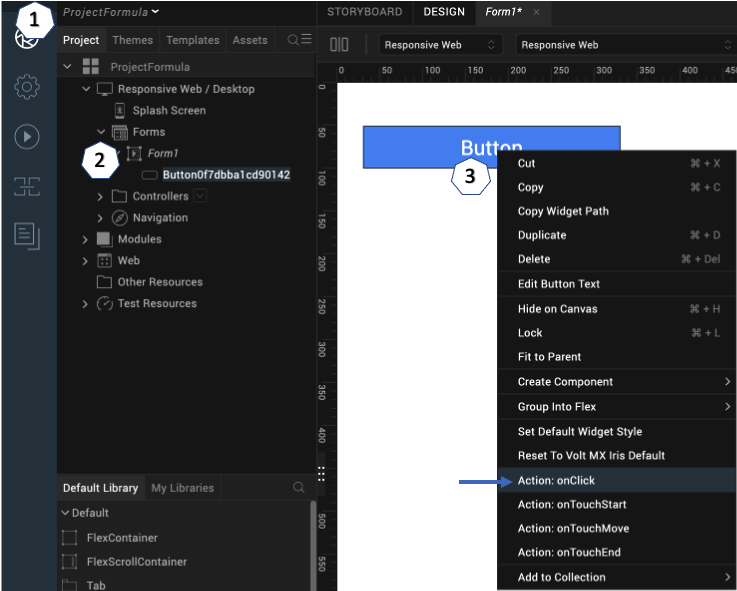 1
ProjectFormula
STORYBOARD DESIGN Form1* ×
Project Themes Templates Assets
Responsive Web Responsive Web
0 50 100 150 200 250 300 350 400 45
ProjectFormula
Responsive Web / Desktop
Splash Screen
Forms
2
Form1
Button0f7dbba1cd90142
Controllers
Navigation
Modules
Web
Other Resources
Test Resources
0
50
100
150
200
250
300
350
400
500
550
Button
3
Cut ⌘ + X
Copy ⌘ + C
Copy Widget Path
Duplicate ⌘ + D
Delete ⌘ + Del
Edit Button Text
Hide on Canvas ⌘ + H
Lock ⌘ + L
Fit to Parent
Create Component
Group Into Flex
Set Default Widget Style
Reset To Volt MX Iris Default
Action: onClick
Action: onTouchStart
Action: onTouchMove
Action: onTouchEnd
Add to Collection
Default Library My Libraries
Default
FlexContainer
FlexScrollContainer
Tab